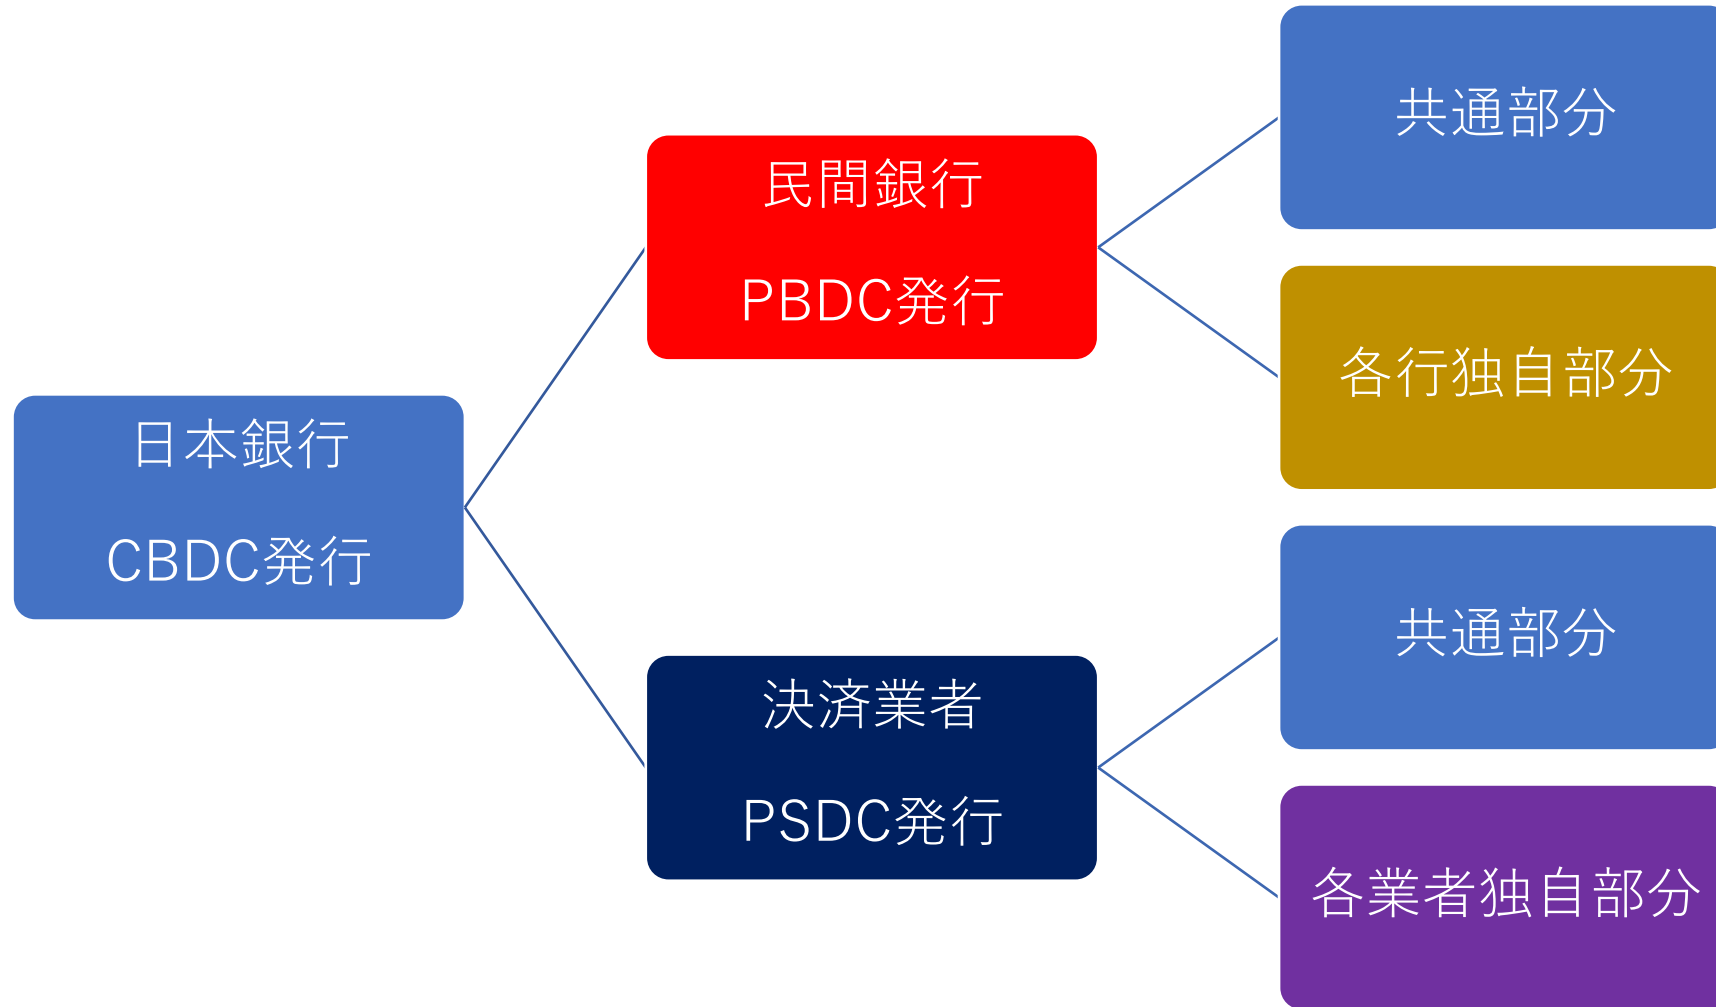 日本銀行
CBDC発行
民間銀行
PBDC発行
共通部分
各行独自部分
決済業者
PSDC発行
共通部分
各業者独自部分